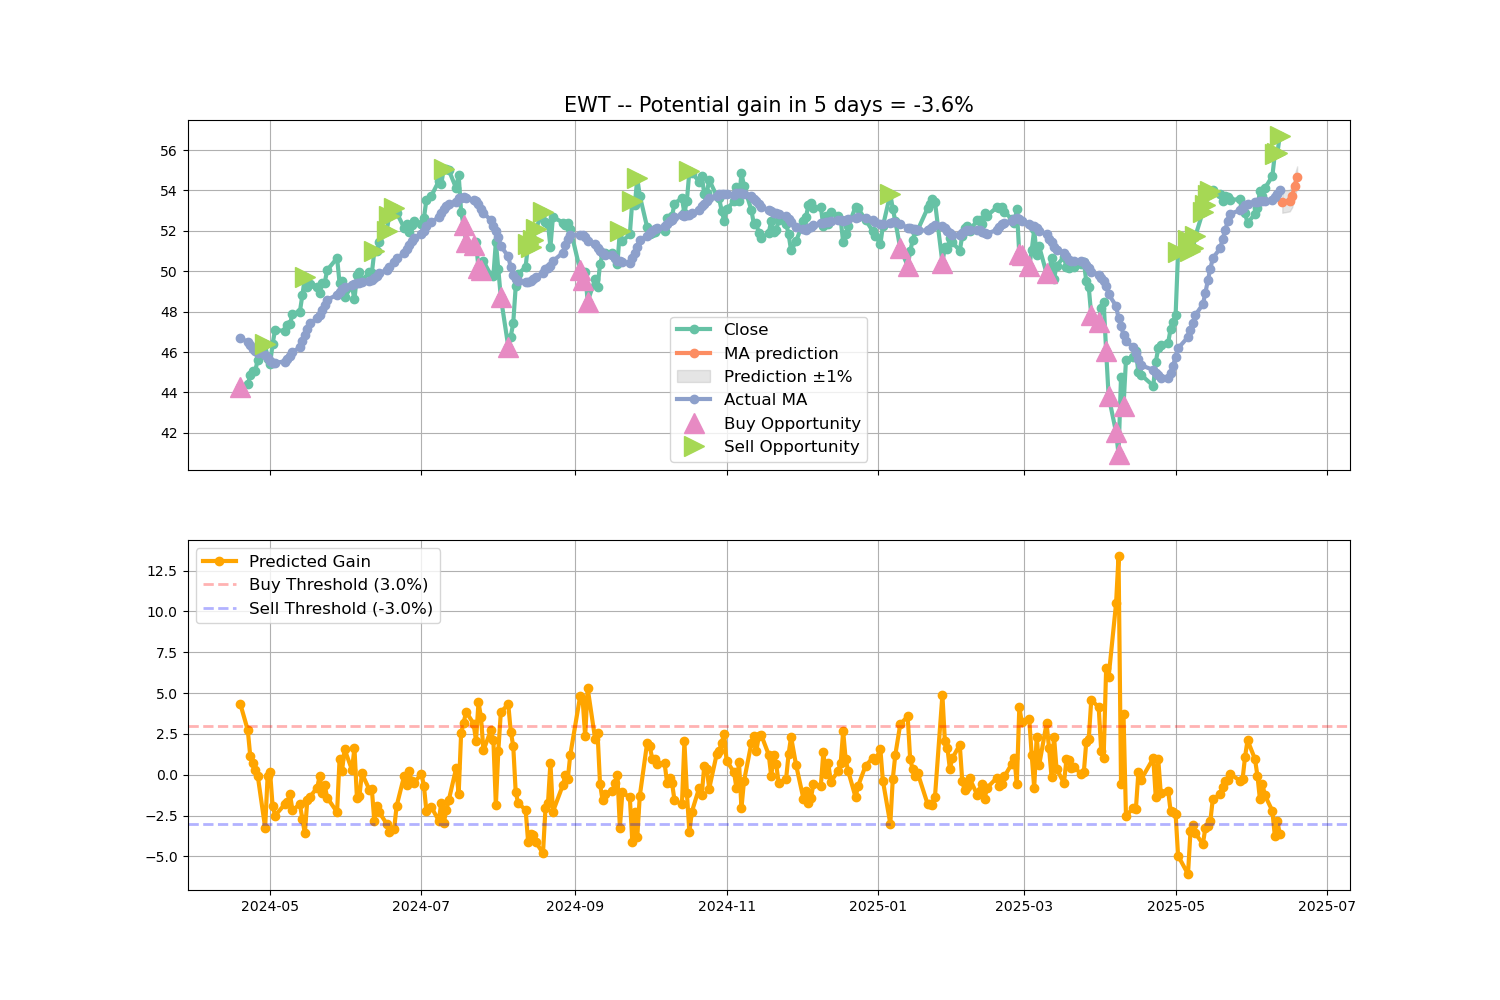 EWT -- Potential gain in 5 days = -3.6%
56
54
52
50
48
46
44
42
Close
MA prediction
Prediction ±1%
Actual MA
Buy Opportunity
Sell Opportunity
12.5
10.0
7.5
5.0
2.5
0.0
−2.5
−5.0
Predicted Gain
Buy Threshold (3.0%)
Sell Threshold (-3.0%)
2024-05
2024-07
2024-09
2024-11
2025-01
2025-03
2025-05
2025-07